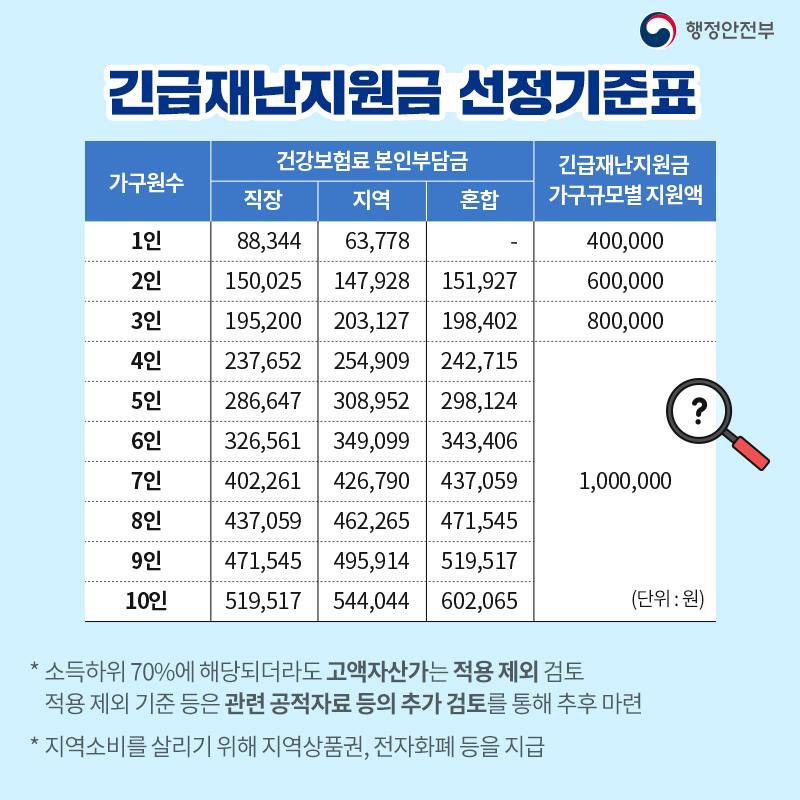 행정안전부
긴급재난지원금 선정기준표
가구원수 건강보험료 본인부담금 긴급재난지원금
직장 지역 혼합 가구규모별 지원액
1인 88,344 63,778 - 400,000
2인 150,025 147,928 151,927 600,000
3인 195,200 203,127 198,402 800,000
4인 237,652 254,909 242,715
5인 286,647 308,952 298,124
?
6인 326,561 349,099 343,406
7인 402,261 426,790 437,059 1,000,000
8인 437,059 462,265 471,545
9인 471,545 495,914 519,517
10인 519,517 544,044 602,065 (단위 : 원)
* 소득하위 70%에 해당되더라도 고액자산가는 적용 제외 검토
적용 제외 기준 등은 관련 공적자료 등의 추가 검토를 통해 추후 마련
* 지역소비를 살리기 위해 지역상품권, 전자화폐 등을 지급